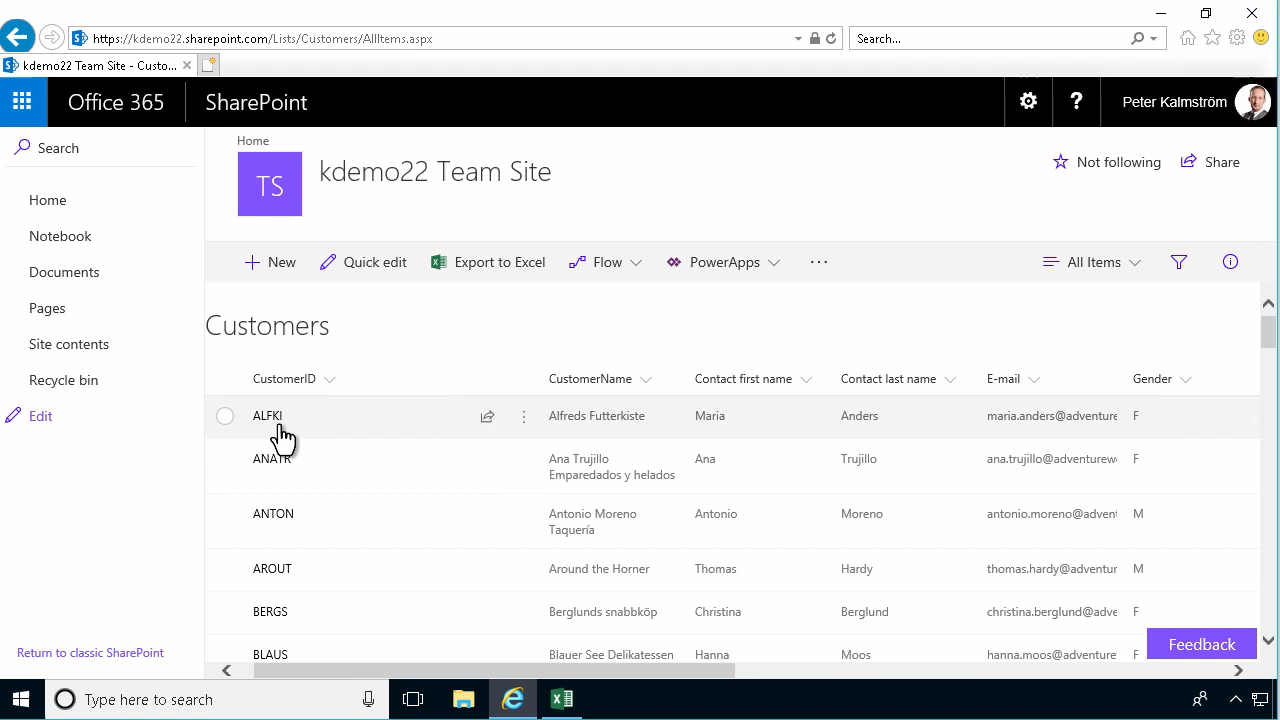 https://kdemo22.sharepoint.com/Lists/Customers/AllItems.aspx
Search...
kdemo22 Team Site - Custo...
Office 365
SharePoint
?
Peter Kalmström
Search
Home
Notebook
Documents
Pages
Site contents
Recycle bin
Edit
Return to classic SharePoint
Home
TS
kdemo22 Team Site
Not following
Share
New
Quick edit
Export to Excel
Flow
PowerApps
...
All Items
Customers
CustomerID CustomerName Contact first name Contact last name E-mail Gender
ALFKI Alfreds Futterkiste Maria Anders maria.anders@adventure F
ANATR Ana Trujillo Ana Trujillo ana.trujillo@adventurew F
Emparedados y helados
ANTON Antonio Moreno Antonio Moreno antonio.moreno@advent M
Taquería
AROUT Around the Horner Thomas Hardy thomas.hardy@adventur M
BERGS Berglunds snabbköp Christina Berglund christina.berglund@adve F
BLAUS Blauer See Delikatessen Hanna Moos hanna.moos@adventure F
Feedback
Type here to search